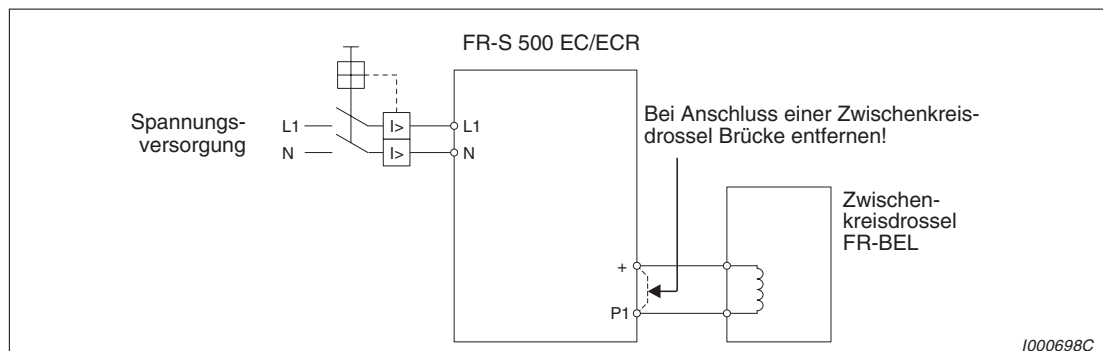 FR-S 500 EC/ECR
Spannungs-
versorgung
L1
N
I>
I>
L1
N
Bei Anschluss einer Zwischenkreis-
drossel Brücke entfernen!
Zwischen-
kreisdrossel
FR-BEL
+
P1
I000698C